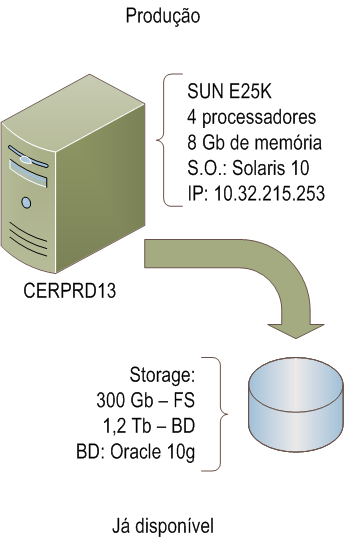 Produção
SUN E25K
4 processadores
8 Gb de memória
S.O.: Solaris 10
IP: 10.32.215.253
CERPRD13
Storage:
300 Gb – FS
1,2 Tb – BD
BD: Oracle 10g
Já disponível